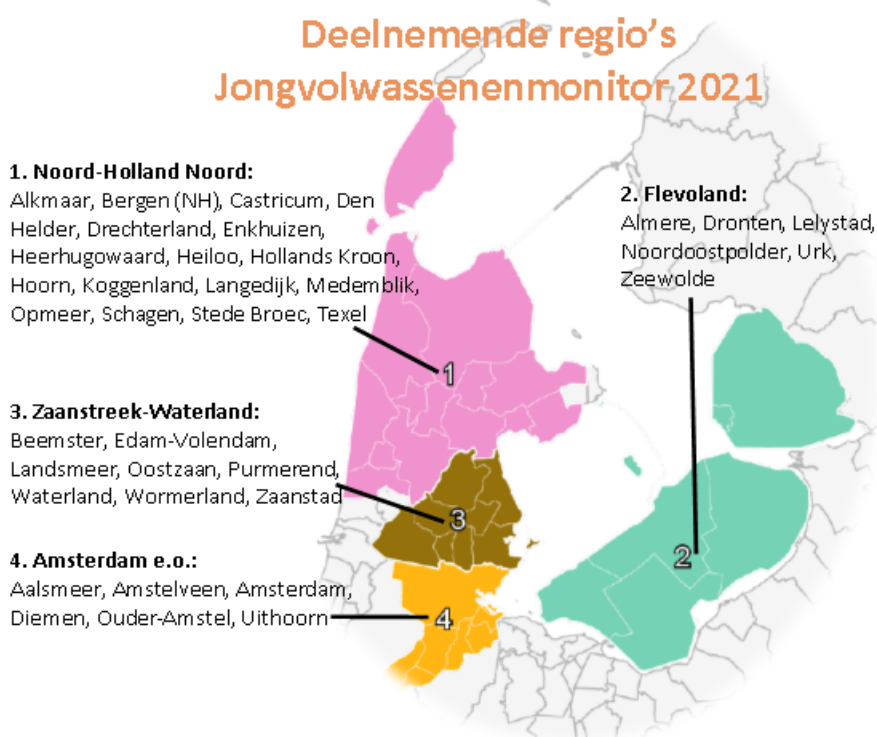 Deelnemende regio's
Jongvolwassenenmonitor 2021
1. Noord-Holland Noord:
Alkmaar, Bergen (NH), Castricum, Den
Helder, Drechterland, Enkhuizen,
Heerhugowaard, Heiloo, Hollands Kroon,
Hoorn, Koggenland, Langedijk, Medemblik,
Opmeer, Schagen, Stede Broec, Texel
2. Flevoland:
Almere, Dronten, Lelystad,
Noordoostpolder, Urk,
Zeewolde
3. Zaanstreek-Waterland:
Beemster, Edam-Volendam,
Landsmeer, Oostzaan, Purmerend,
Waterland, Wormerland, Zaanstad
4. Amsterdam e.o.:
Aalsmeer, Amstelveen, Amsterdam,
Diemen, Ouder-Amstel, Uithoorn
1
3
2
4